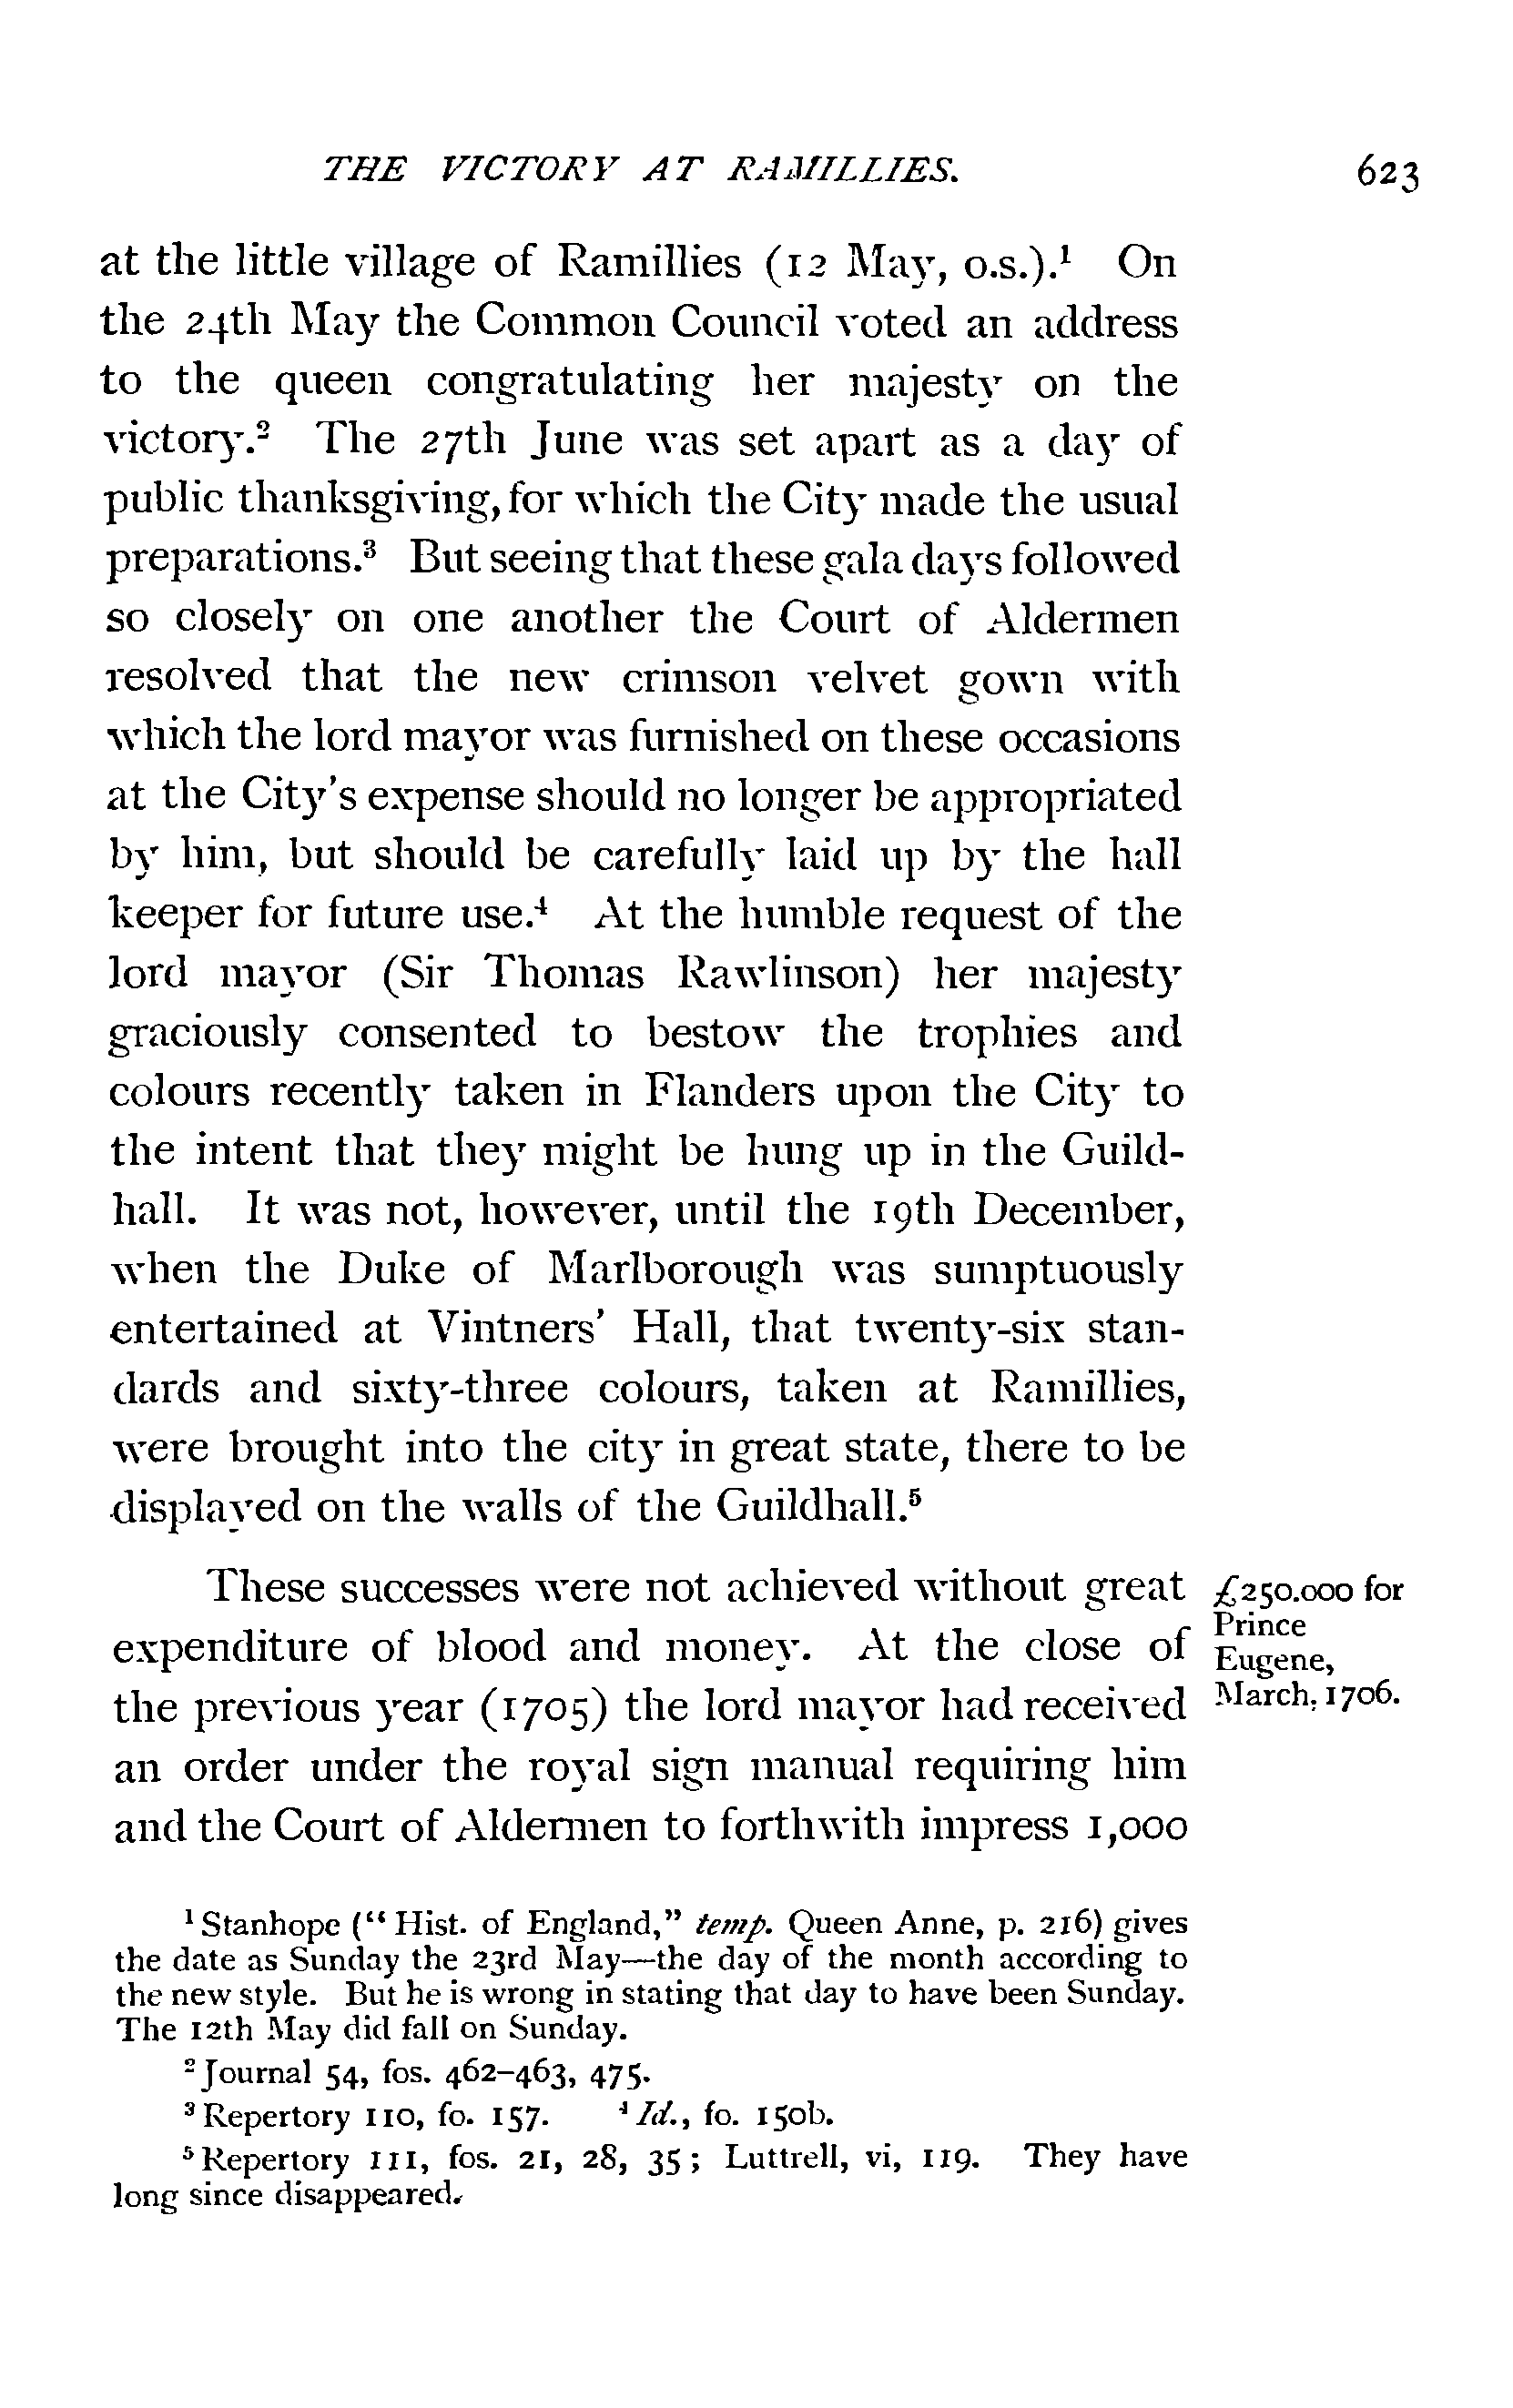 THE VICTORY AT RAMILLIES. 623
at the little village of Ramillies (12 May, o.s.).¹ On
the 24th May the Common Council voted an address
to the queen congratulating her majesty on the
victory.² The 27th June was set apart as a day of
public thanksgiving, for which the City made the usual
preparations.³ But seeing that these gala days followed
so closely on one another the Court of Aldermen
resolved that the new crimson velvet gown with
which the lord mayor was furnished on these occasions
at the City's expense should no longer be appropriated
by him, but should be carefully laid up by the hall
keeper for future use.⁴ At the humble request of the
lord mayor (Sir Thomas Rawlinson) her majesty
graciously consented to bestow the trophies and
colours recently taken in Flanders upon the City to
the intent that they might be hung up in the Guild-
hall. It was not, however, until the 19th December,
when the Duke of Marlborough was sumptuously
entertained at Vintners' Hall, that twenty-six stan-
dards and sixty-three colours, taken at Ramillies,
were brought into the city in great state, there to be
displayed on the walls of the Guildhall.⁵
These successes were not achieved without great
expenditure of blood and money. At the close of
the previous year (1705) the lord mayor had received
an order under the royal sign manual requiring him
and the Court of Aldermen to forthwith impress 1,000
£250.000 for
Prince
Eugene,
March, 1706.
¹ Stanhope ("Hist. of England," temp. Queen Anne, p. 216) gives
the date as Sunday the 23rd May—the day of the month according to
the new style. But he is wrong in stating that day to have been Sunday.
The 12th May did fall on Sunday.
² Journal 54, fos. 462-463, 475.
³ Repertory 110, fo. 157. ⁴ Id., fo. 150b.
⁵ Repertory 111, fos. 21, 28, 35; Luttrell, vi, 119. They have
long since disappeared.